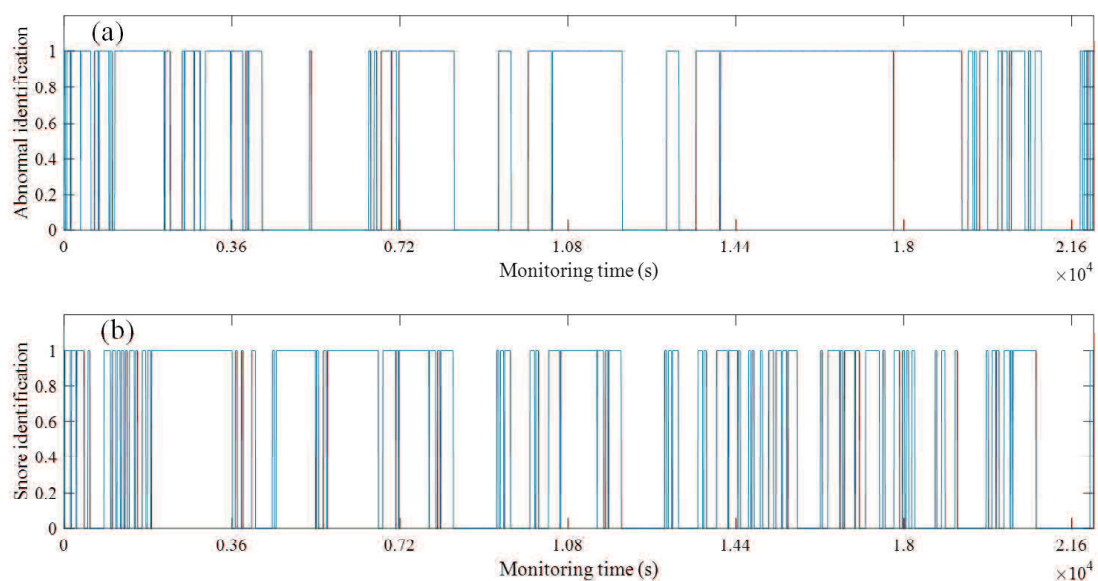 (a)
Abnormal identification
1
0.8
0.6
0.4
0.2
0
0 0.36 0.72 1.08 1.44 1.8 2.16
Monitoring time (s)
×10⁴
(b)
Snore identification
1
0.8
0.6
0.4
0.2
0
0 0.36 0.72 1.08 1.44 1.8 2.16
Monitoring time (s)
×10⁴